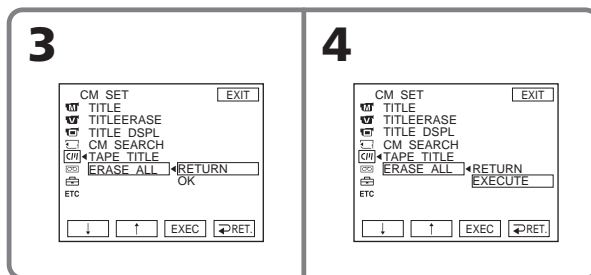 3
CM SET EXIT
TITLE
TITLEERASE
TITLE DSPL
CM SEARCH
TAPE TITLE
ERASE ALL RETURN
OK
ETC
↓ ↑ EXEC RET.
4
CM SET EXIT
TITLE
TITLEERASE
TITLE DSPL
CM SEARCH
TAPE TITLE
ERASE ALL RETURN
EXECUTE
ETC
↓ ↑ EXEC RET.